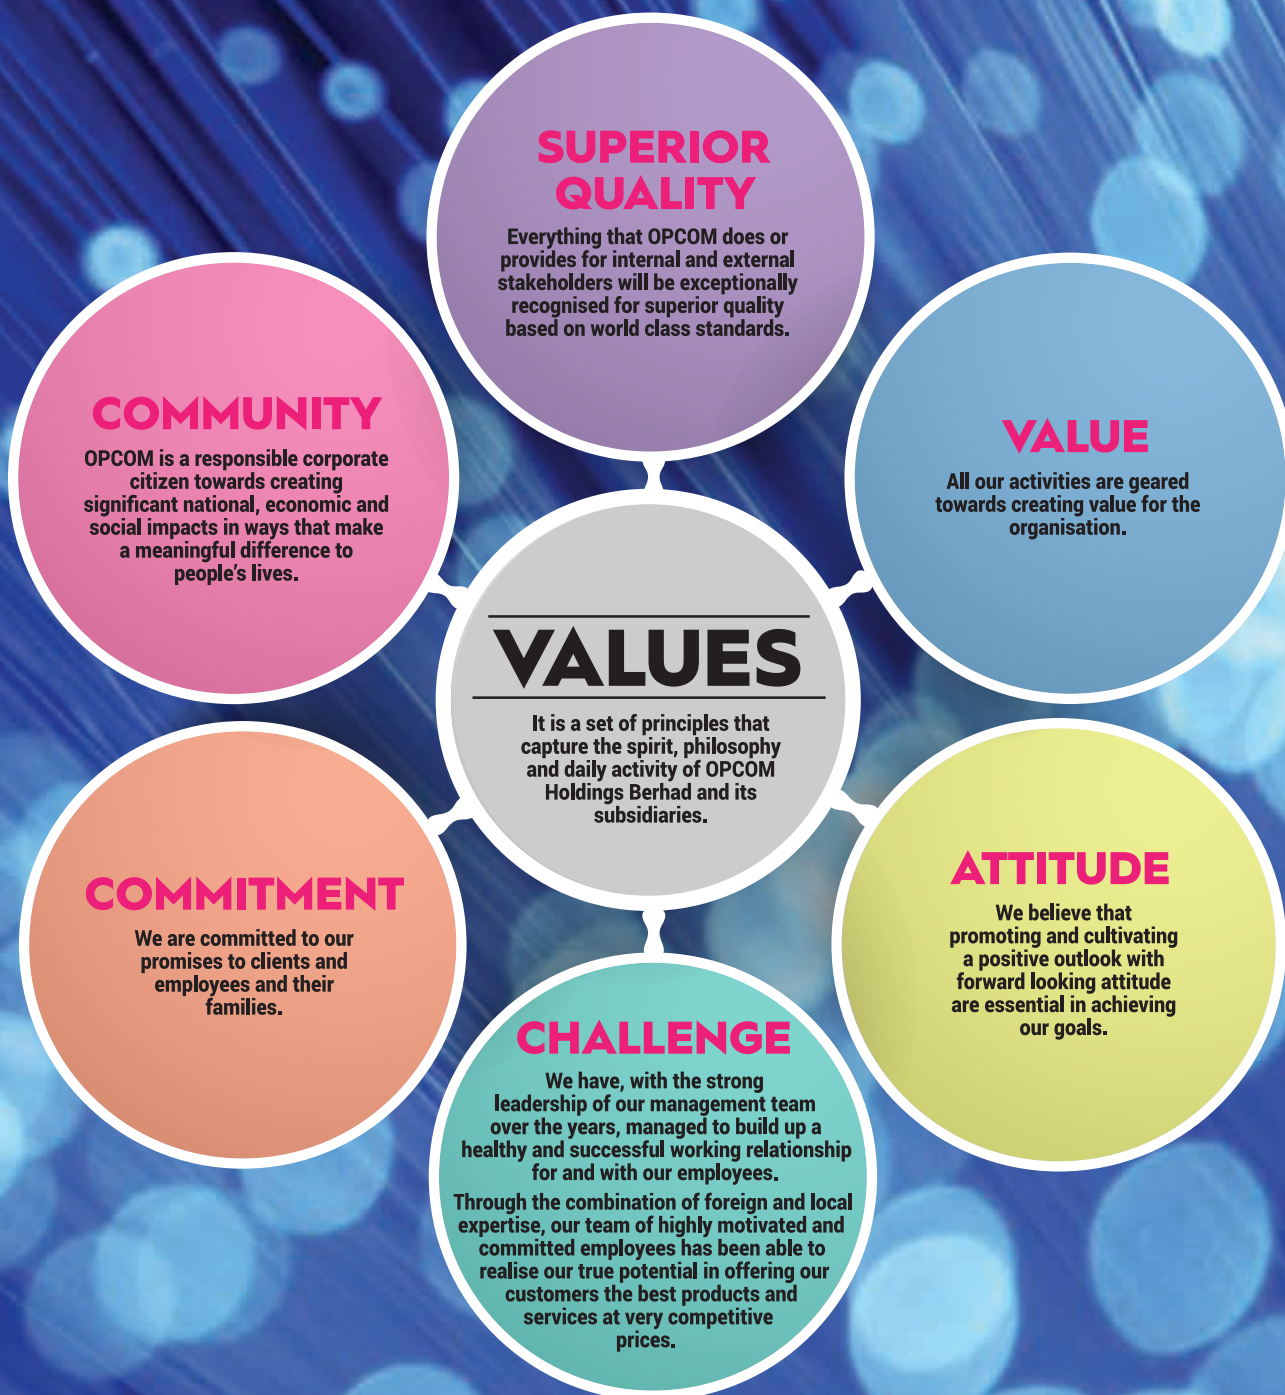 SUPERIOR
QUALITY
Everything that OPCOM does or
provides for internal and external
stakeholders will be exceptionally
recognised for superior quality
based on world class standards.
COMMUNITY
OPCOM is a responsible corporate
citizen towards creating
significant national, economic and
social impacts in ways that make
a meaningful difference to
people's lives.
VALUE
All our activities are geared
towards creating value for the
organisation.
VALUES
It is a set of principles that
capture the spirit, philosophy
and daily activity of OPCOM
Holdings Berhad and its
subsidiaries.
COMMITMENT
We are committed to our
promises to clients and
employees and their
families.
ATTITUDE
We believe that
promoting and cultivating
a positive outlook with
forward looking attitude
are essential in achieving
our goals.
CHALLENGE
We have, with the strong
leadership of our management team
over the years, managed to build up a
healthy and successful working relationship
for and with our employees.
Through the combination of foreign and local
expertise, our team of highly motivated and
committed employees has been able to
realise our true potential in offering our
customers the best products and
services at very competitive
prices.